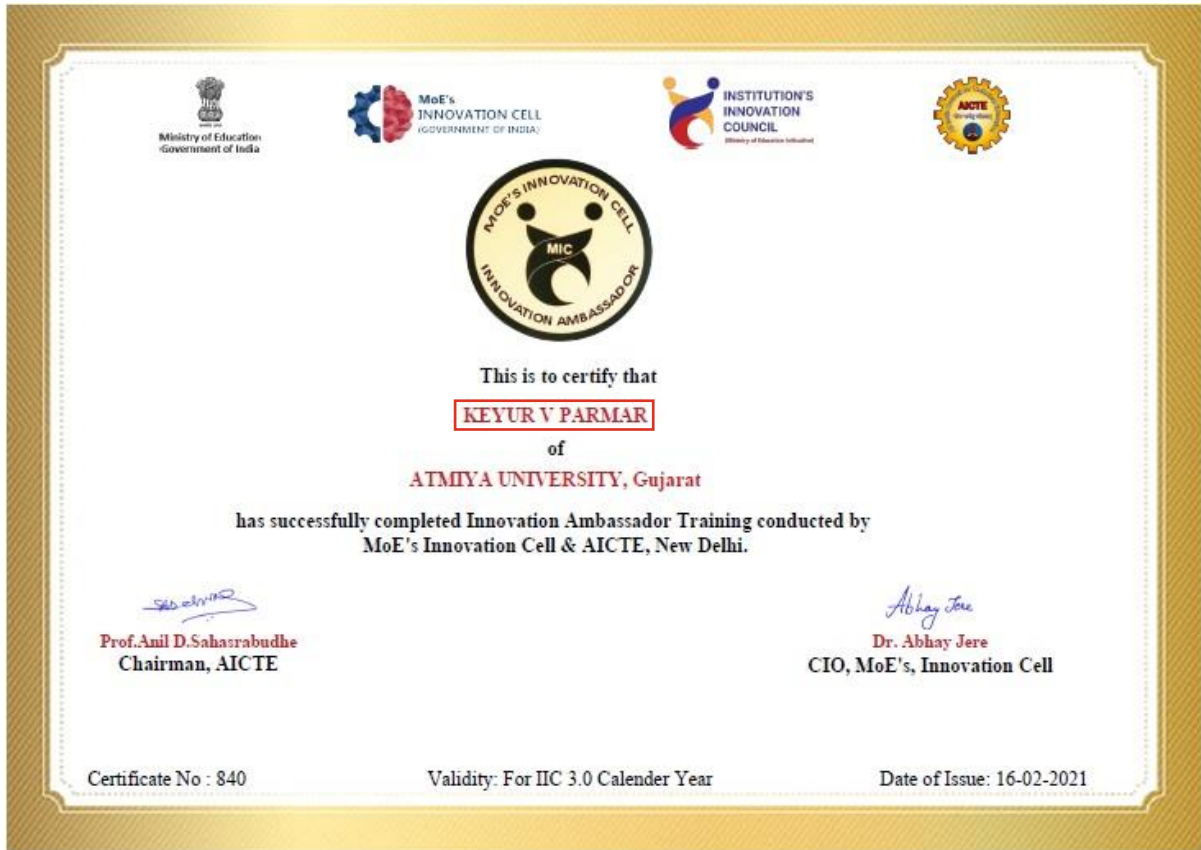 Ministry of Education
Government of India
MoE's
INNOVATION CELL
(GOVERNMENT OF INDIA)
INSTITUTION'S
INNOVATION
COUNCIL
(Ministry of Education Initiative)
AICTE
MOE'S INNOVATION CELL
MIC
INNOVATION AMBASSADOR
This is to certify that
KEYUR V PARMAR
of
ATMIYA UNIVERSITY, Gujarat
has successfully completed Innovation Ambassador Training conducted by
MoE's Innovation Cell & AICTE, New Delhi.
Abhay Jere
Prof.Anil D.Sahasrabudhe
Dr. Abhay Jere
Chairman, AICTE
CIO, MoE's, Innovation Cell
Certificate No : 840
Validity: For IIC 3.0 Calender Year
Date of Issue: 16-02-2021